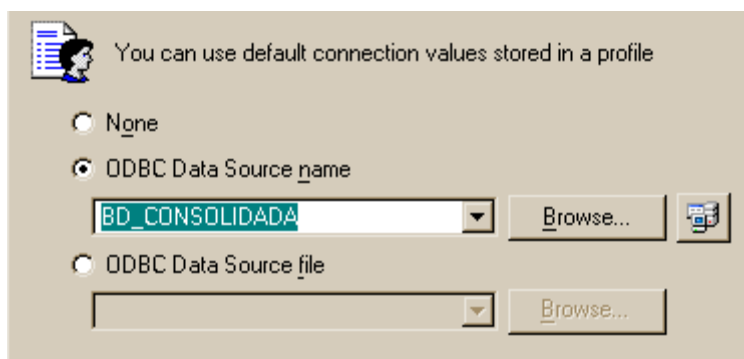 You can use default connection values stored in a profile
None
ODBC Data Source name
BD_CONSOLIDADA
Browse...
ODBC Data Source file
Browse...